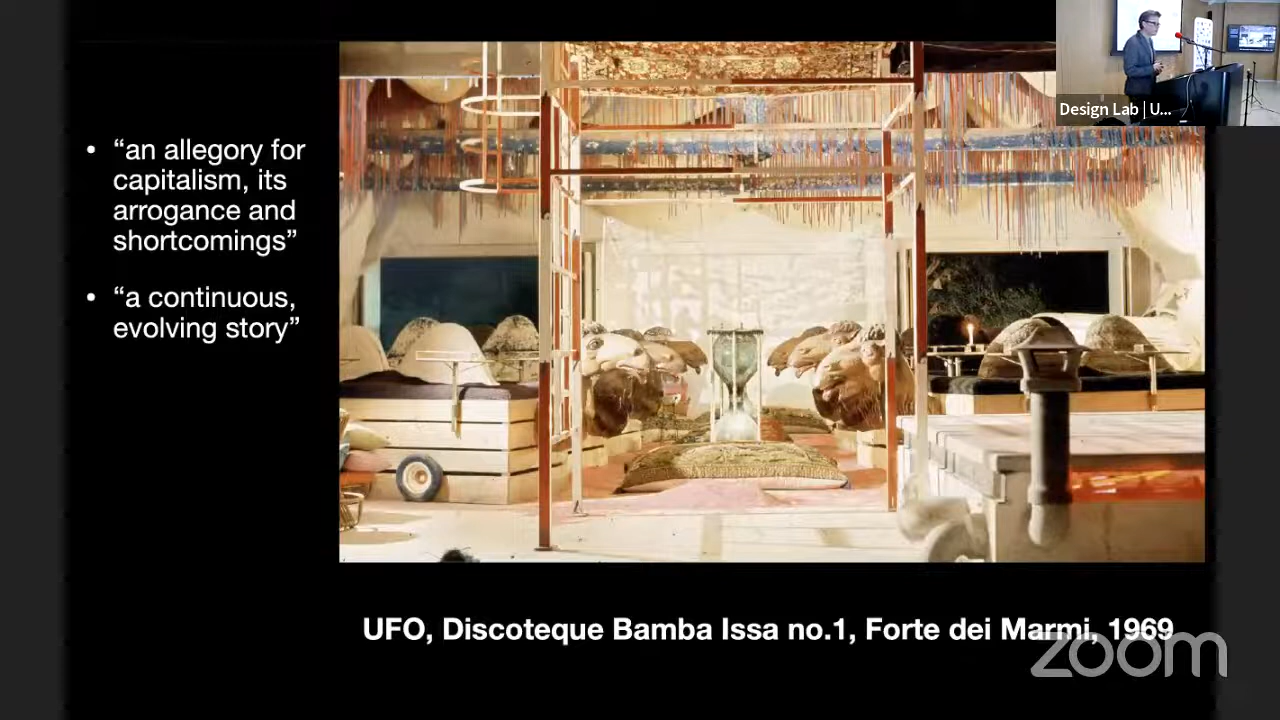 Design Lab | U...
• “an allegory for
capitalism, its
arrogance and
shortcomings”
• “a continuous,
evolving story”
UFO, Discoteque Bamba Issa no.1, Forte dei Marmi, 1969
zoom